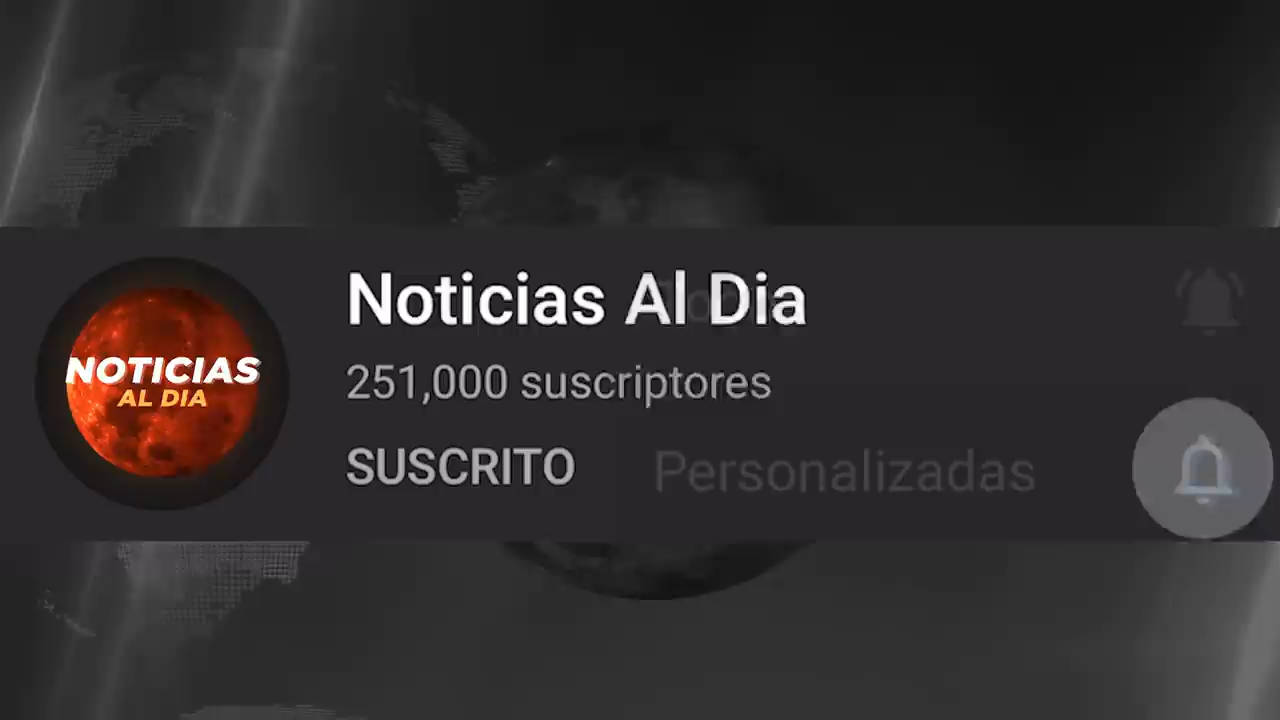 Noticias Al Dia
NOTICIAS
AL DIA
251,000 suscriptores
SUSCRITO
Personalizadas